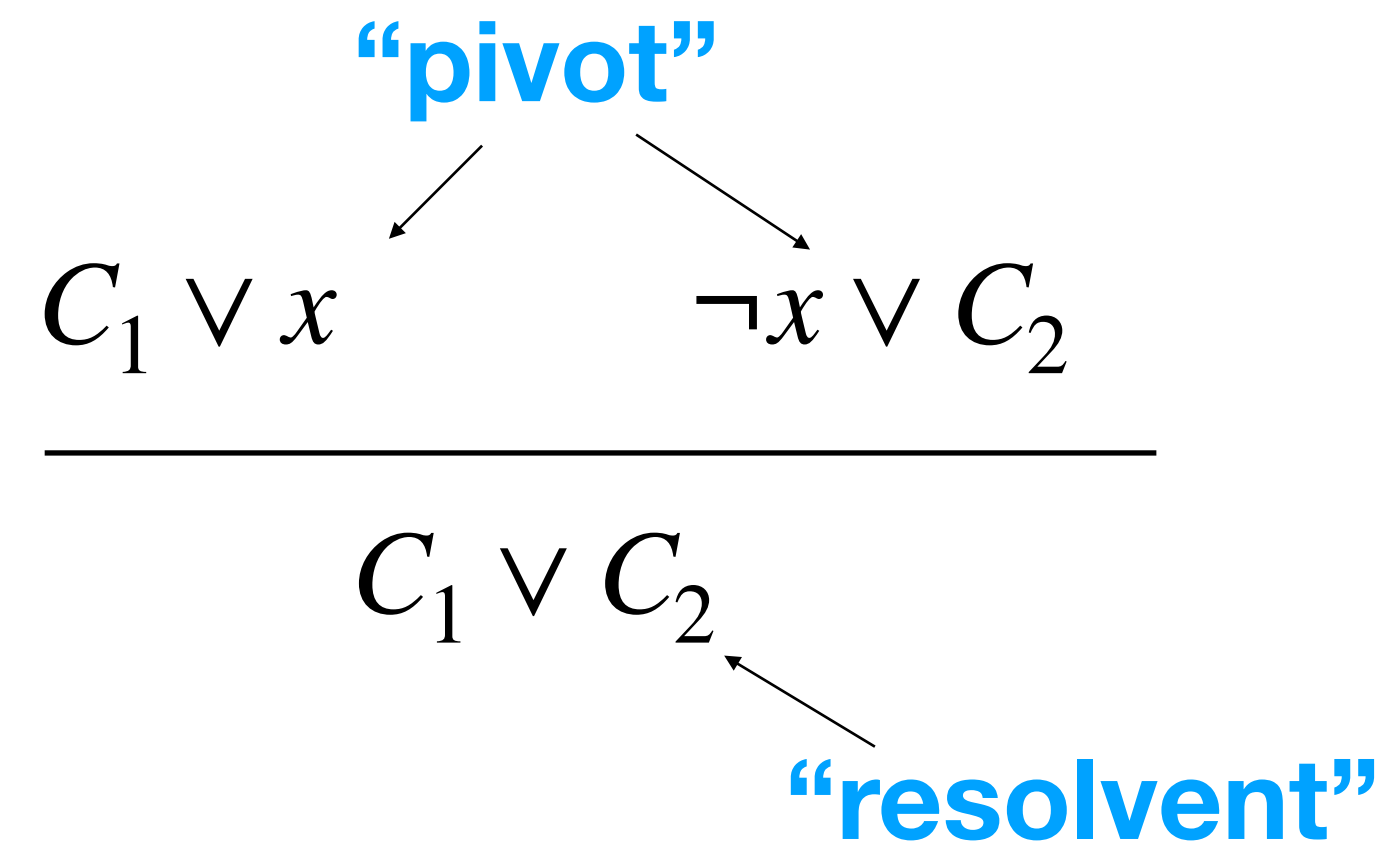 “pivot”
C₁ ∨ x ¬x ∨ C₂
C₁ ∨ C₂
“resolvent”